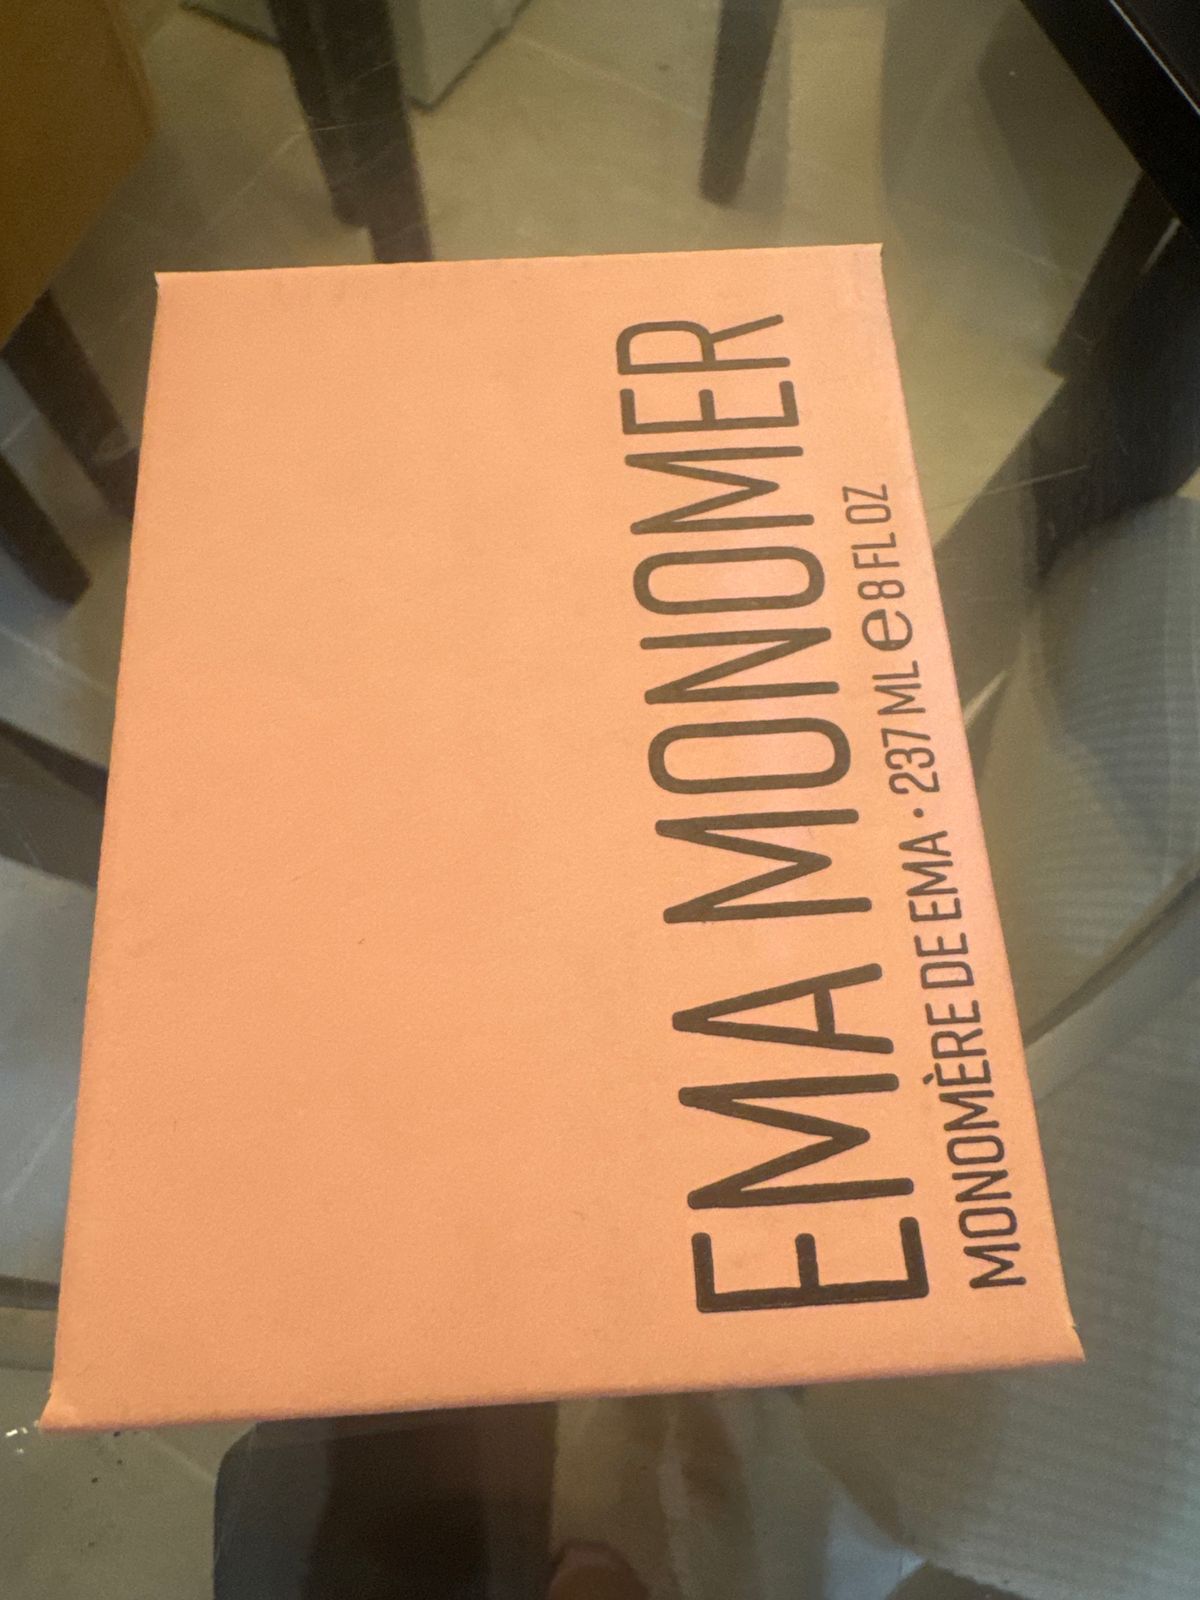 EMA MONOMER
MONOMÈRE DE EMA • 237 ML ℮ 8 FL OZ